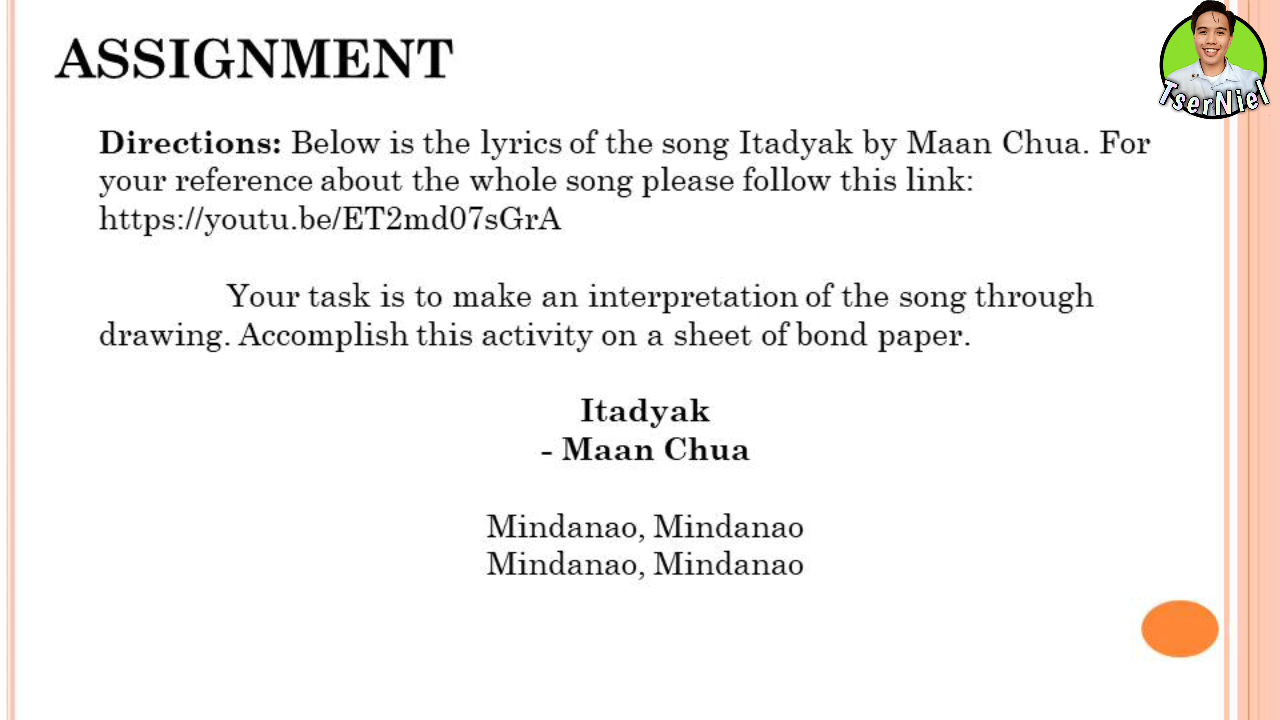 ASSIGNMENT
TserNiel
Directions: Below is the lyrics of the song Itadyak by Maan Chua. For
your reference about the whole song please follow this link:
https://youtu.be/ET2md07sGrA
Your task is to make an interpretation of the song through
drawing. Accomplish this activity on a sheet of bond paper.
Itadyak
- Maan Chua
Mindanao, Mindanao
Mindanao, Mindanao